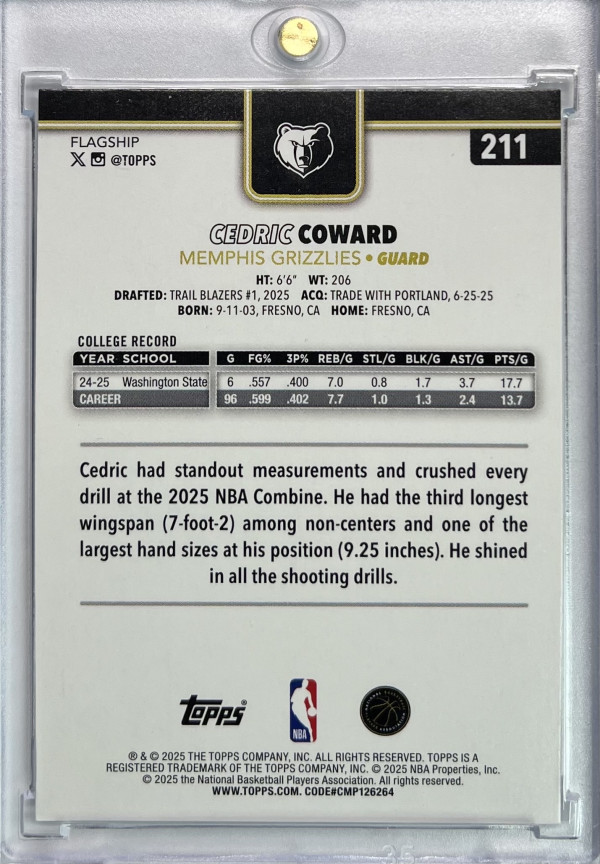 FLAGSHIP
@TOPPS
211
CEDRIC COWARD
MEMPHIS GRIZZLIES • GUARD
HT: 6'6" WT: 206
DRAFTED: TRAIL BLAZERS #1, 2025 ACQ: TRADE WITH PORTLAND, 6-25-25
BORN: 9-11-03, FRESNO, CA HOME: FRESNO, CA
COLLEGE RECORD
YEAR SCHOOL G FG% 3P% REB/G STL/G BLK/G AST/G PTS/G
24-25 Washington State 6 .557 .400 7.0 0.8 1.7 3.7 17.7
CAREER 96 .599 .402 7.7 1.0 1.3 2.4 13.7
Cedric had standout measurements and crushed every
drill at the 2025 NBA Combine. He had the third longest
wingspan (7-foot-2) among non-centers and one of the
largest hand sizes at his position (9.25 inches). He shined
in all the shooting drills.
Topps®
NBA
® & © 2025 THE TOPPS COMPANY, INC. ALL RIGHTS RESERVED. TOPPS IS A
REGISTERED TRADEMARK OF THE TOPPS COMPANY, INC. © 2025 NBA Properties, Inc.
© 2025 the National Basketball Players Association. All rights reserved.
WWW.TOPPS.COM. CODE#CMP126264